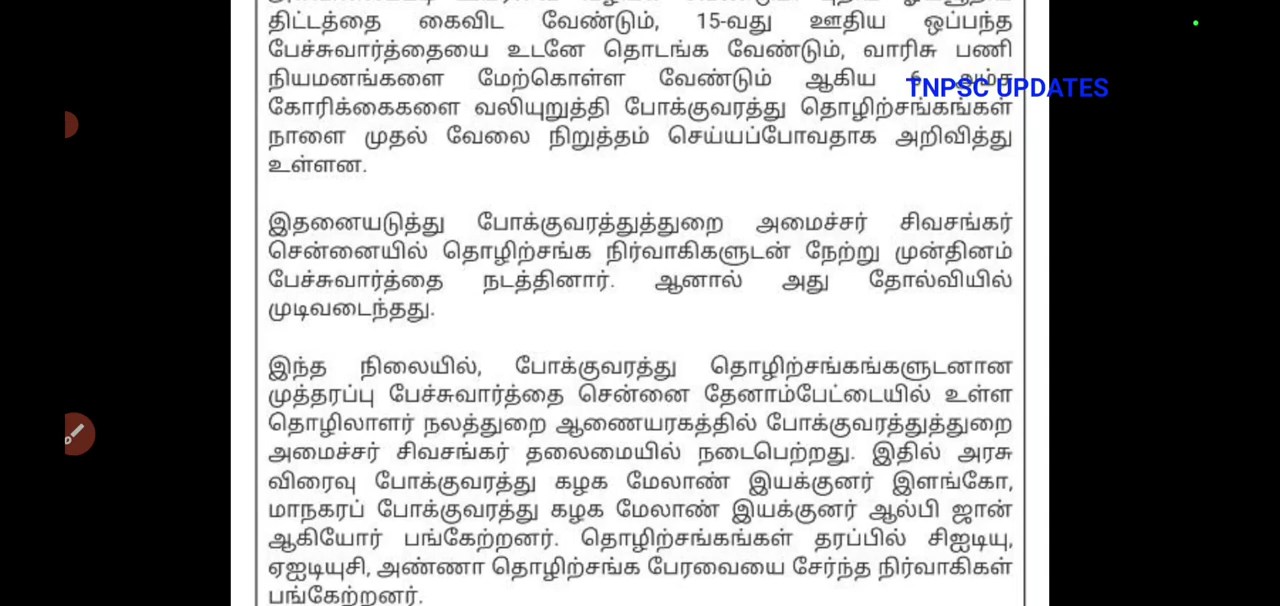 திட்டத்தை கைவிட வேண்டும், 15-வது ஊதிய ஒப்பந்த
பேச்சுவார்த்தையை உடனே தொடங்க வேண்டும், வாரிசு பணி
நியமனங்களை மேற்கொள்ள வேண்டும் ஆகிய 6 அம்ச
TNPSC UPDATES
கோரிக்கைகளை வலியுறுத்தி போக்குவரத்து தொழிற்சங்கங்கள்
நாளை முதல் வேலை நிறுத்தம் செய்யப்போவதாக அறிவித்து
உள்ளன.
இதனையடுத்து போக்குவரத்துத்துறை அமைச்சர் சிவசங்கர்
சென்னையில் தொழிற்சங்க நிர்வாகிகளுடன் நேற்று முன்தினம்
பேச்சுவார்த்தை நடத்தினார். ஆனால் அது தோல்வியில்
முடிவடைந்தது.
இந்த நிலையில், போக்குவரத்து தொழிற்சங்கங்களுடனான
முத்தரப்பு பேச்சுவார்த்தை சென்னை தேனாம்பேட்டையில் உள்ள
தொழிலாளர் நலத்துறை ஆணையரகத்தில் போக்குவரத்துத்துறை
அமைச்சர் சிவசங்கர் தலைமையில் நடைபெற்றது. இதில் அரசு
விரைவு போக்குவரத்து கழக மேலாண் இயக்குனர் இளங்கோ,
மாநகரப் போக்குவரத்து கழக மேலாண் இயக்குனர் ஆல்பி ஜான்
ஆகியோர் பங்கேற்றனர். தொழிற்சங்கங்கள் தரப்பில் சிஐடியு,
ஏஐடியுசி, அண்ணா தொழிற்சங்க பேரவையை சேர்ந்த நிர்வாகிகள்
பங்கேற்றனர்.